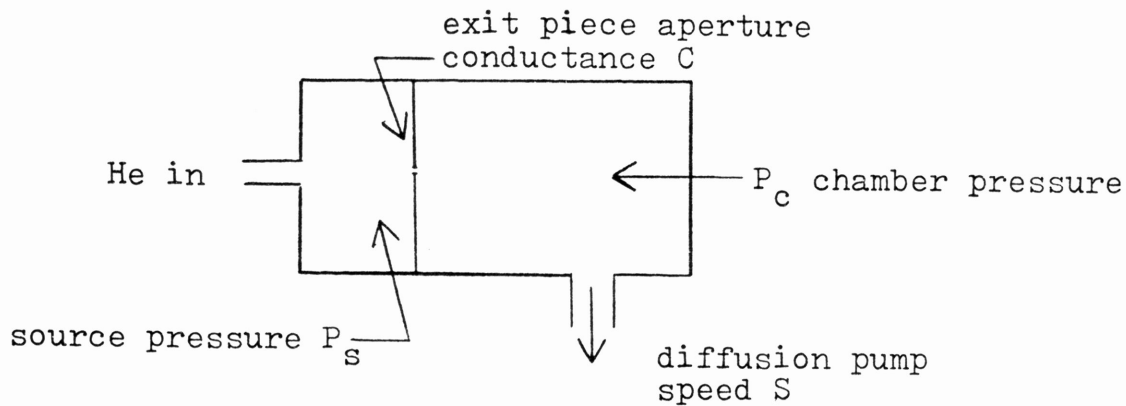 exit piece aperture
conductance C
He in
P_c chamber pressure
source pressure P_s
diffusion pump
speed S